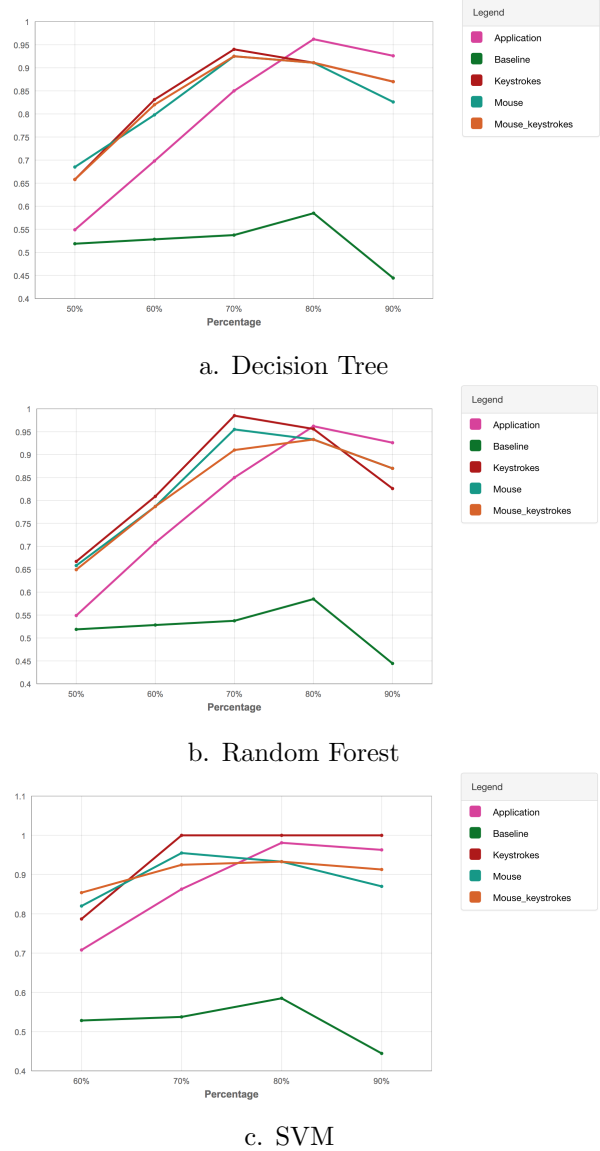 Legend
Application
Baseline
Keystrokes
Mouse
Mouse_keystrokes
1
0.95
0.9
0.85
0.8
0.75
0.7
0.65
0.6
0.55
0.5
0.45
0.4
50% 60% 70% 80% 90%
Percentage
a. Decision Tree
Legend
Application
Baseline
Keystrokes
Mouse
Mouse_keystrokes
1
0.95
0.9
0.85
0.8
0.75
0.7
0.65
0.6
0.55
0.5
0.45
0.4
50% 60% 70% 80% 90%
Percentage
b. Random Forest
Legend
Application
Baseline
Keystrokes
Mouse
Mouse_keystrokes
1.1
1
0.9
0.8
0.7
0.6
0.5
0.4
60% 70% 80% 90%
Percentage
c. SVM